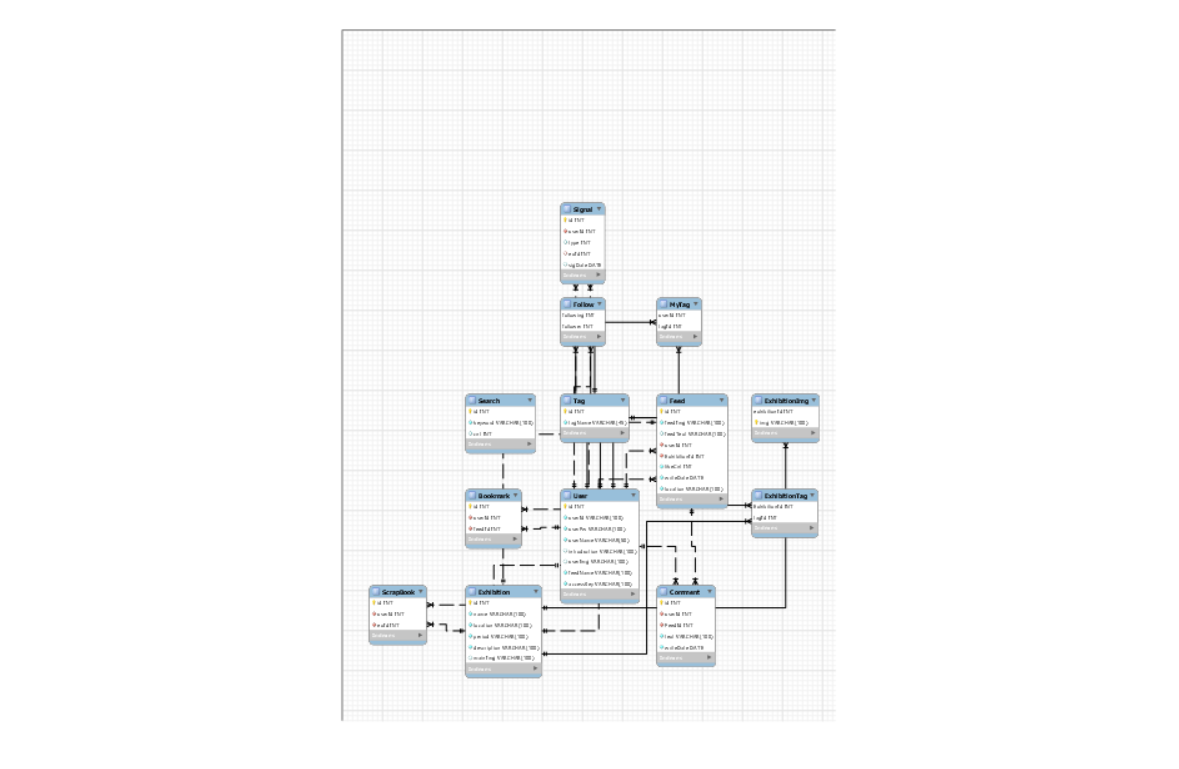 Signal
id INT
userId INT
type INT
refId INT
sigDate DATE
Indexes
Follow
following INT
follower INT
Indexes
MyTag
userId INT
tagId INT
Indexes
Search
id INT
keyword VARCHAR(100)
INT
Indexes
Tag
id INT
tagName VARCHAR(45)
Indexes
Feed
id INT
feedImg VARCHAR(100)
feedText VARCHAR(100)
userId INT
ExhibitionId INT
INT
writeDate DATE
location VARCHAR(100)
Indexes
ExhibitionImg
exhibitionId INT
img VARCHAR(100)
Indexes
Bookmark
id INT
userId INT
feedId INT
Indexes
User
id INT
userId VARCHAR(100)
userPw VARCHAR(100)
userName VARCHAR(50)
introduction VARCHAR(100)
userImg VARCHAR(100)
feedName VARCHAR(100)
accessKey VARCHAR(100)
Indexes
ExhibitionTag
ExhibitionId INT
tagId INT
Indexes
ScrapBook
id INT
userId INT
INT
Indexes
Exhibition
id INT
name VARCHAR(100)
location VARCHAR(100)
period VARCHAR(100)
description VARCHAR(100)
mainImg VARCHAR(100)
Indexes
Comment
id INT
userId INT
FeedId INT
text VARCHAR(100)
writeDate DATE
Indexes